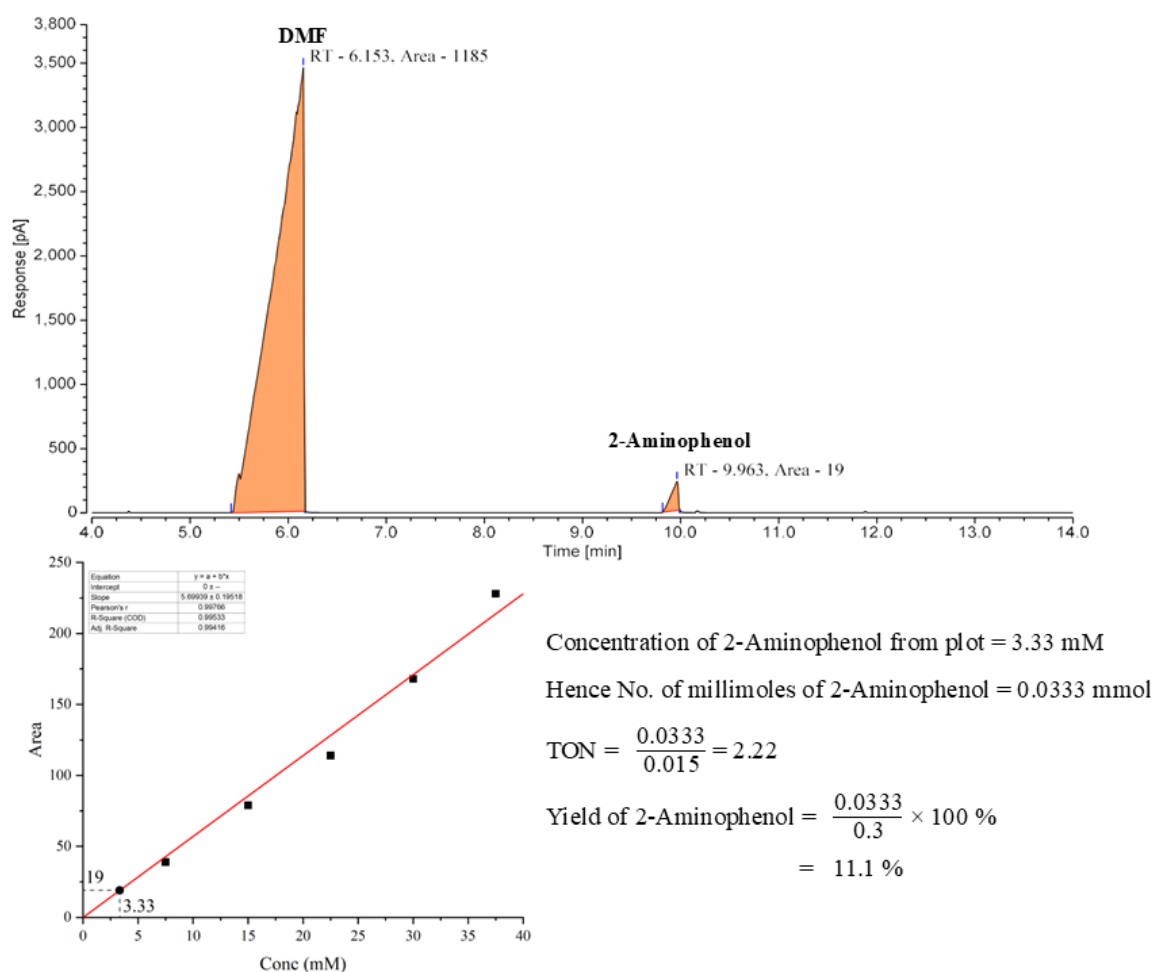 DMF
RT - 6.153, Area - 1185
3,800
3,500
3,000
2,500
2,000
1,500
1,000
500
0
Response [pA]
2-Aminophenol
RT - 9.963, Area - 19
4.0 5.0 6.0 7.0 8.0 9.0 10.0 11.0 12.0 13.0 14.0
Time [min]
250
200
150
100
50
0
Area
Equation y = a + b*x
Intercept 0 ± --
Slope 5.69939 ± 0.19518
Pearson's r 0.99766
R-Square (COD) 0.99533
Adj. R-Square 0.99416
19
3.33
0 5 10 15 20 25 30 35 40
Conc (mM)
Concentration of 2-Aminophenol from plot = 3.33 mM
Hence No. of millimoles of 2-Aminophenol = 0.0333 mmol
TON = 0.0333 / 0.015 = 2.22
Yield of 2-Aminophenol = 0.0333 / 0.3 × 100 %
= 11.1 %